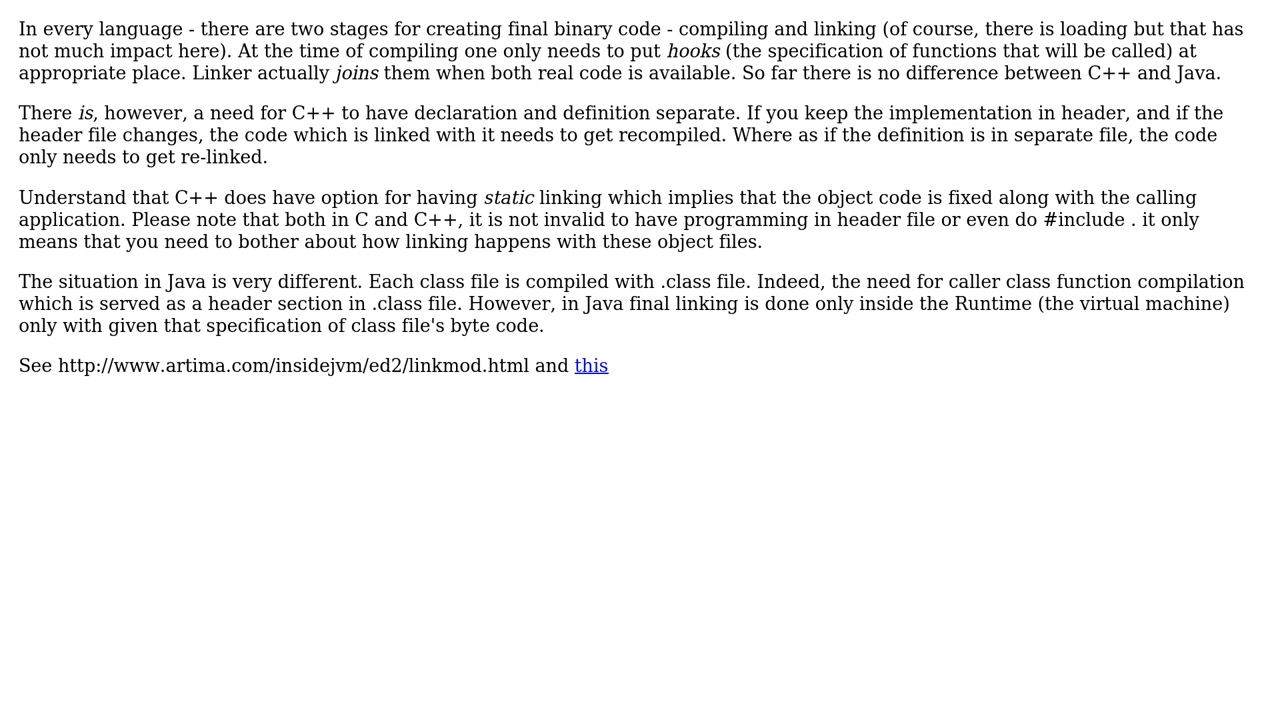 In every language - there are two stages for creating final binary code - compiling and linking (of course, there is loading but that has
not much impact here). At the time of compiling one only needs to put hooks (the specification of functions that will be called) at
appropriate place. Linker actually joins them when both real code is available. So far there is no difference between C++ and Java.
There is, however, a need for C++ to have declaration and definition separate. If you keep the implementation in header, and if the
header file changes, the code which is linked with it needs to get recompiled. Where as if the definition is in separate file, the code
only needs to get re-linked.
Understand that C++ does have option for having static linking which implies that the object code is fixed along with the calling
application. Please note that both in C and C++, it is not invalid to have programming in header file or even do #include . it only
means that you need to bother about how linking happens with these object files.
The situation in Java is very different. Each class file is compiled with .class file. Indeed, the need for caller class function compilation
which is served as a header section in .class file. However, in Java final linking is done only inside the Runtime (the virtual machine)
only with given that specification of class file's byte code.
See http://www.artima.com/insidejvm/ed2/linkmod.html and this